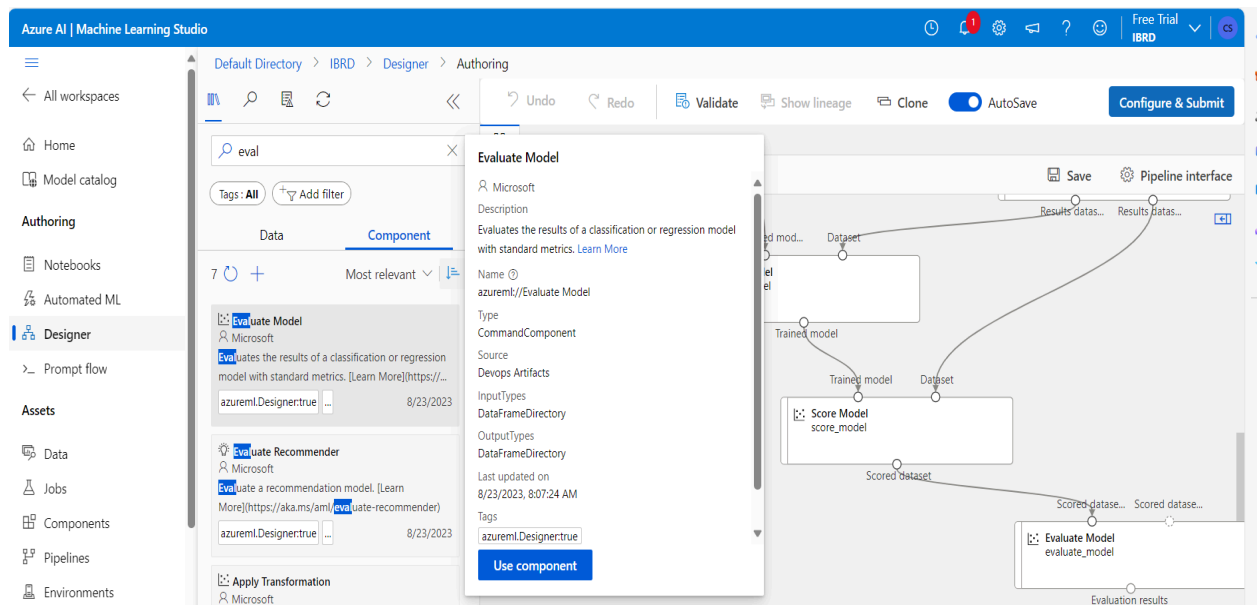 Azure AI | Machine Learning Studio
1
Free Trial
IBRD
CS
All workspaces
Home
Model catalog
Authoring
Notebooks
Automated ML
Designer
Prompt flow
Assets
Data
Jobs
Components
Pipelines
Environments
Default Directory > IBRD > Designer > Authoring
eval
Tags : All
Add filter
Data
Component
7
Most relevant
Evaluate Model
Microsoft
Evaluates the results of a classification or regression
model with standard metrics. [Learn More](https://...
azureml.Designer:true
...
8/23/2023
Evaluate Recommender
Microsoft
Evaluate a recommendation model. [Learn
More](https://aka.ms/aml/evaluate-recommender)
azureml.Designer:true
...
8/23/2023
Apply Transformation
Microsoft
Undo
Redo
Validate
Show lineage
Clone
AutoSave
Configure & Submit
Evaluate Model
Microsoft
Description
Evaluates the results of a classification or regression model
with standard metrics. Learn More
Name
azureml://Evaluate Model
Type
CommandComponent
Source
Devops Artifacts
InputTypes
DataFrameDirectory
OutputTypes
DataFrameDirectory
Last updated on
8/23/2023, 8:07:24 AM
Tags
azureml.Designer:true
Use component
Save
Pipeline interface
Results datas...
Results datas...
ed mod...
Dataset
el
el
Trained model
Trained model
Dataset
Score Model
score_model
Scored dataset
Scored datase...
Scored datase...
Evaluate Model
evaluate_model
Evaluation results